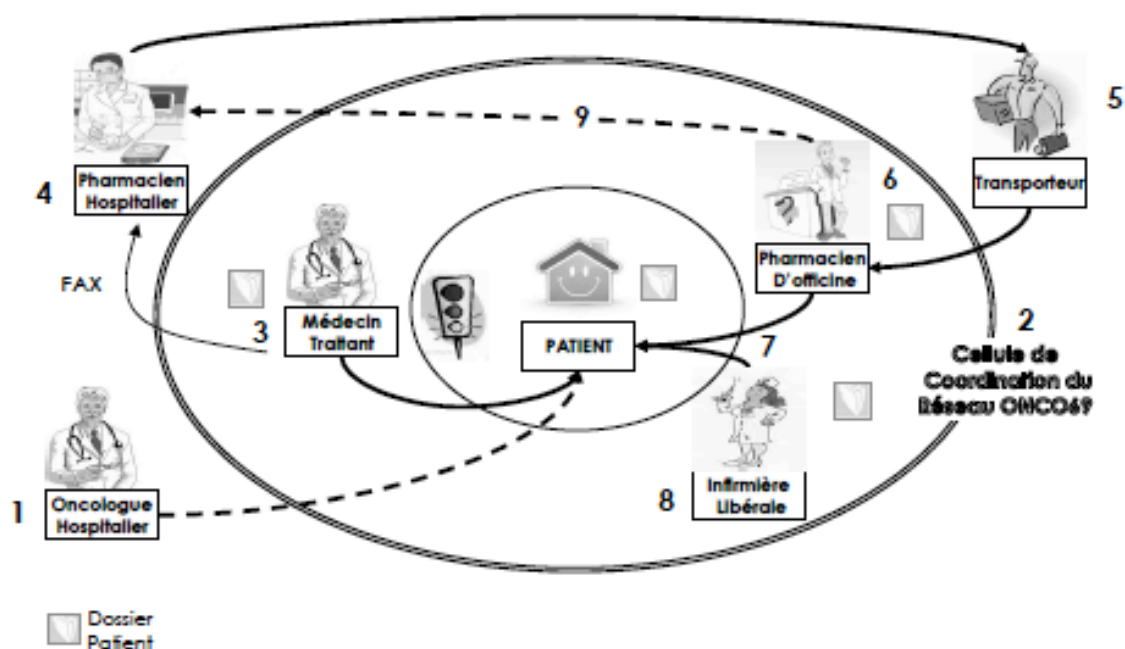 9
5
4
Pharmacien
Hospitalier
6
Transporteur
Pharmacien
D'officine
FAX
3
Médecin
Traitant
PATIENT
7
2
Cellule de
Coordination du
Réseau ONCO69
1
Oncologue
Hospitalier
8
Infirmière
Libérale
Dossier
Patient